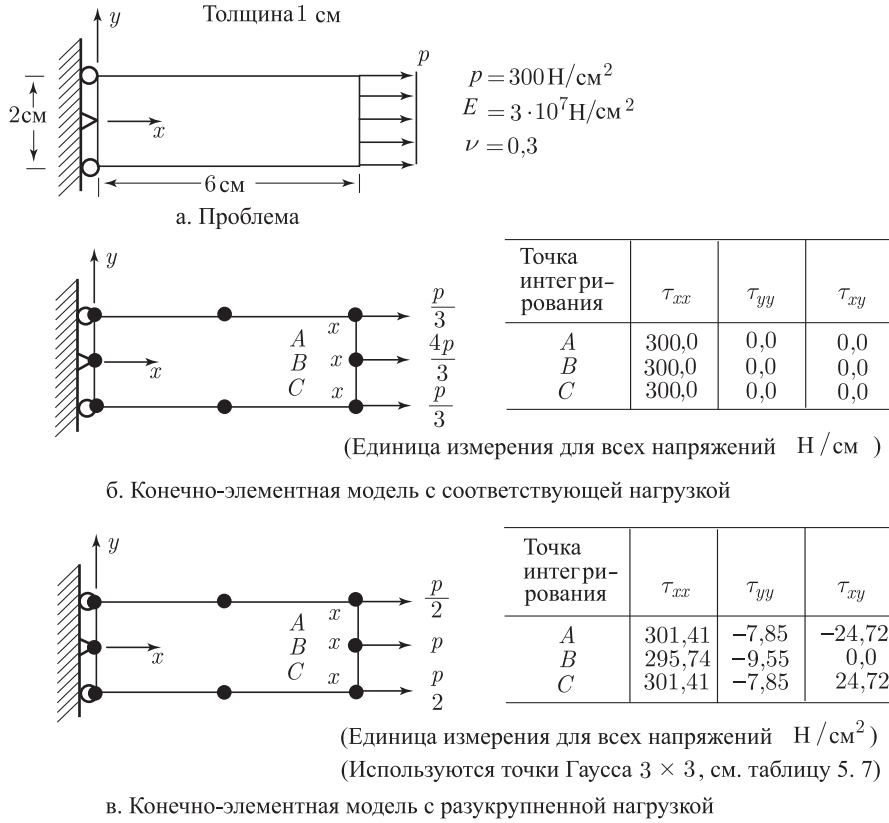 Толщина 1 см
y
p
2см
x
6 см
p = 300 Н/см²
E = 3 · 10⁷ Н/см²
ν = 0,3
а. Проблема
y
x
A x
B x
C x
p/3
4p/3
p/3
Точка интегри-рования τxx τyy τxy
A 300,0 0,0 0,0
B 300,0 0,0 0,0
C 300,0 0,0 0,0
(Единица измерения для всех напряжений Н/см )
б. Конечно-элементная модель с соответствующей нагрузкой
y
x
A x
B x
C x
p/2
p
p/2
Точка интегри-рования τxx τyy τxy
A 301,41 −7,85 −24,72
B 295,74 −9,55 0,0
C 301,41 −7,85 24,72
(Единица измерения для всех напряжений Н/см²)
(Используются точки Гаусса 3 × 3, см. таблицу 5. 7)
в. Конечно-элементная модель с разукрупненной нагрузкой